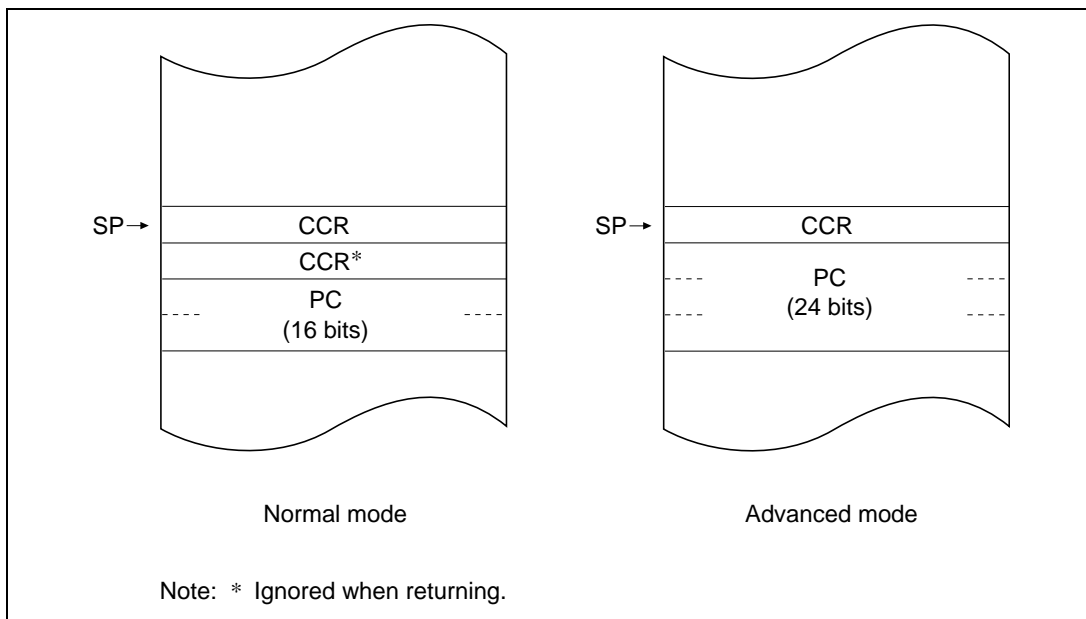 SP→ CCR
CCR*
PC
(16 bits)
Normal mode
SP→ CCR
PC
(24 bits)
Advanced mode
Note: * Ignored when returning.